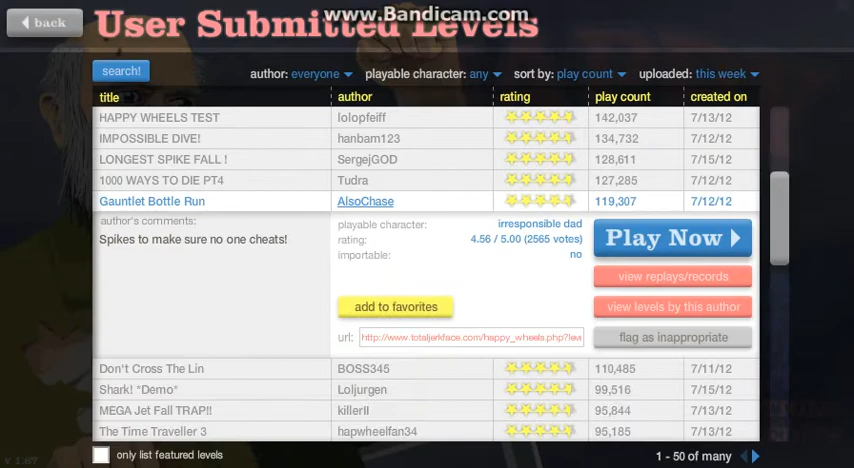 www.Bandicam.com
back
User Submitted Levels
search!
author: everyone playable character: any sort by: play count uploaded: this week
title author rating play count created on
HAPPY WHEELS TEST lolopfeiff 142,037 7/13/12
IMPOSSIBLE DIVE! hanbam123 134,732 7/12/12
LONGEST SPIKE FALL ! SergejGOD 128,611 7/15/12
1000 WAYS TO DIE PT4 Tudra 127,285 7/12/12
Gauntlet Bottle Run AlsoChase 119,307 7/12/12
author's comments:
Spikes to make sure no one cheats!
playable character: irresponsible dad
rating: 4.56 / 5.00 (2565 votes)
importable: no
Play Now
view replays/records
add to favorites
view levels by this author
url: http://www.totaljerkface.com/happy_wheels.php?leve
flag as inappropriate
Don't Cross The Lin BOSS345 110,485 7/11/12
Shark! *Demo* Loljurgen 99,516 7/15/12
MEGA Jet Fall TRAP!! killerII 95,844 7/13/12
The Time Traveller 3 hapwheelfan34 95,185 7/13/12
only list featured levels
1 - 50 of many
v 1.67